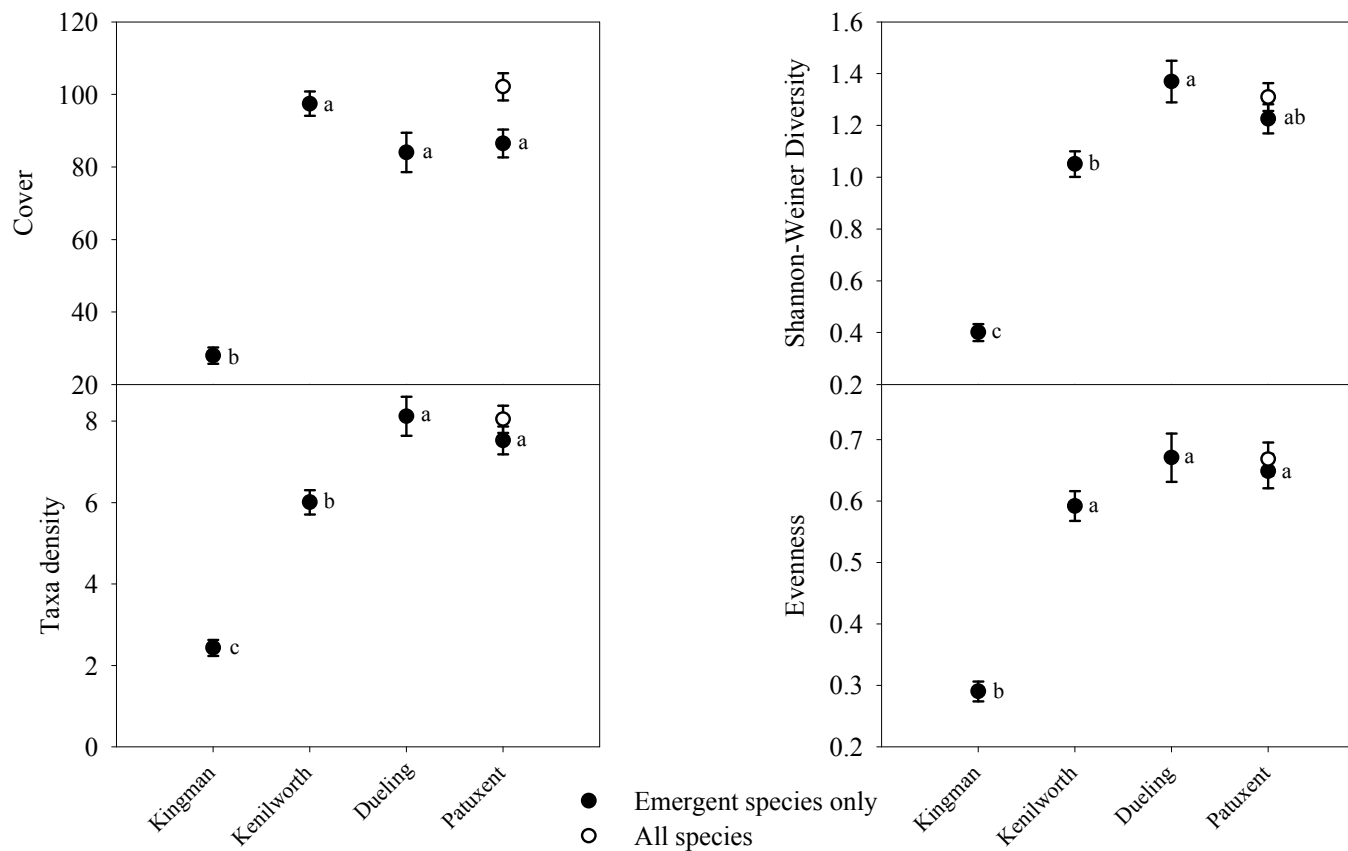 Cover
120
100
80
60
40
20
a
a
a
b
Taxa density
8
6
4
2
0
a
a
b
c
Kingman
Kenilworth
Dueling
Patuxent
Shannon-Weiner Diversity
1.6
1.4
1.2
1.0
0.8
0.6
0.4
0.2
a
ab
b
c
Evenness
0.7
0.6
0.5
0.4
0.3
0.2
a
a
a
b
Kingman
Kenilworth
Dueling
Patuxent
Emergent species only
All species